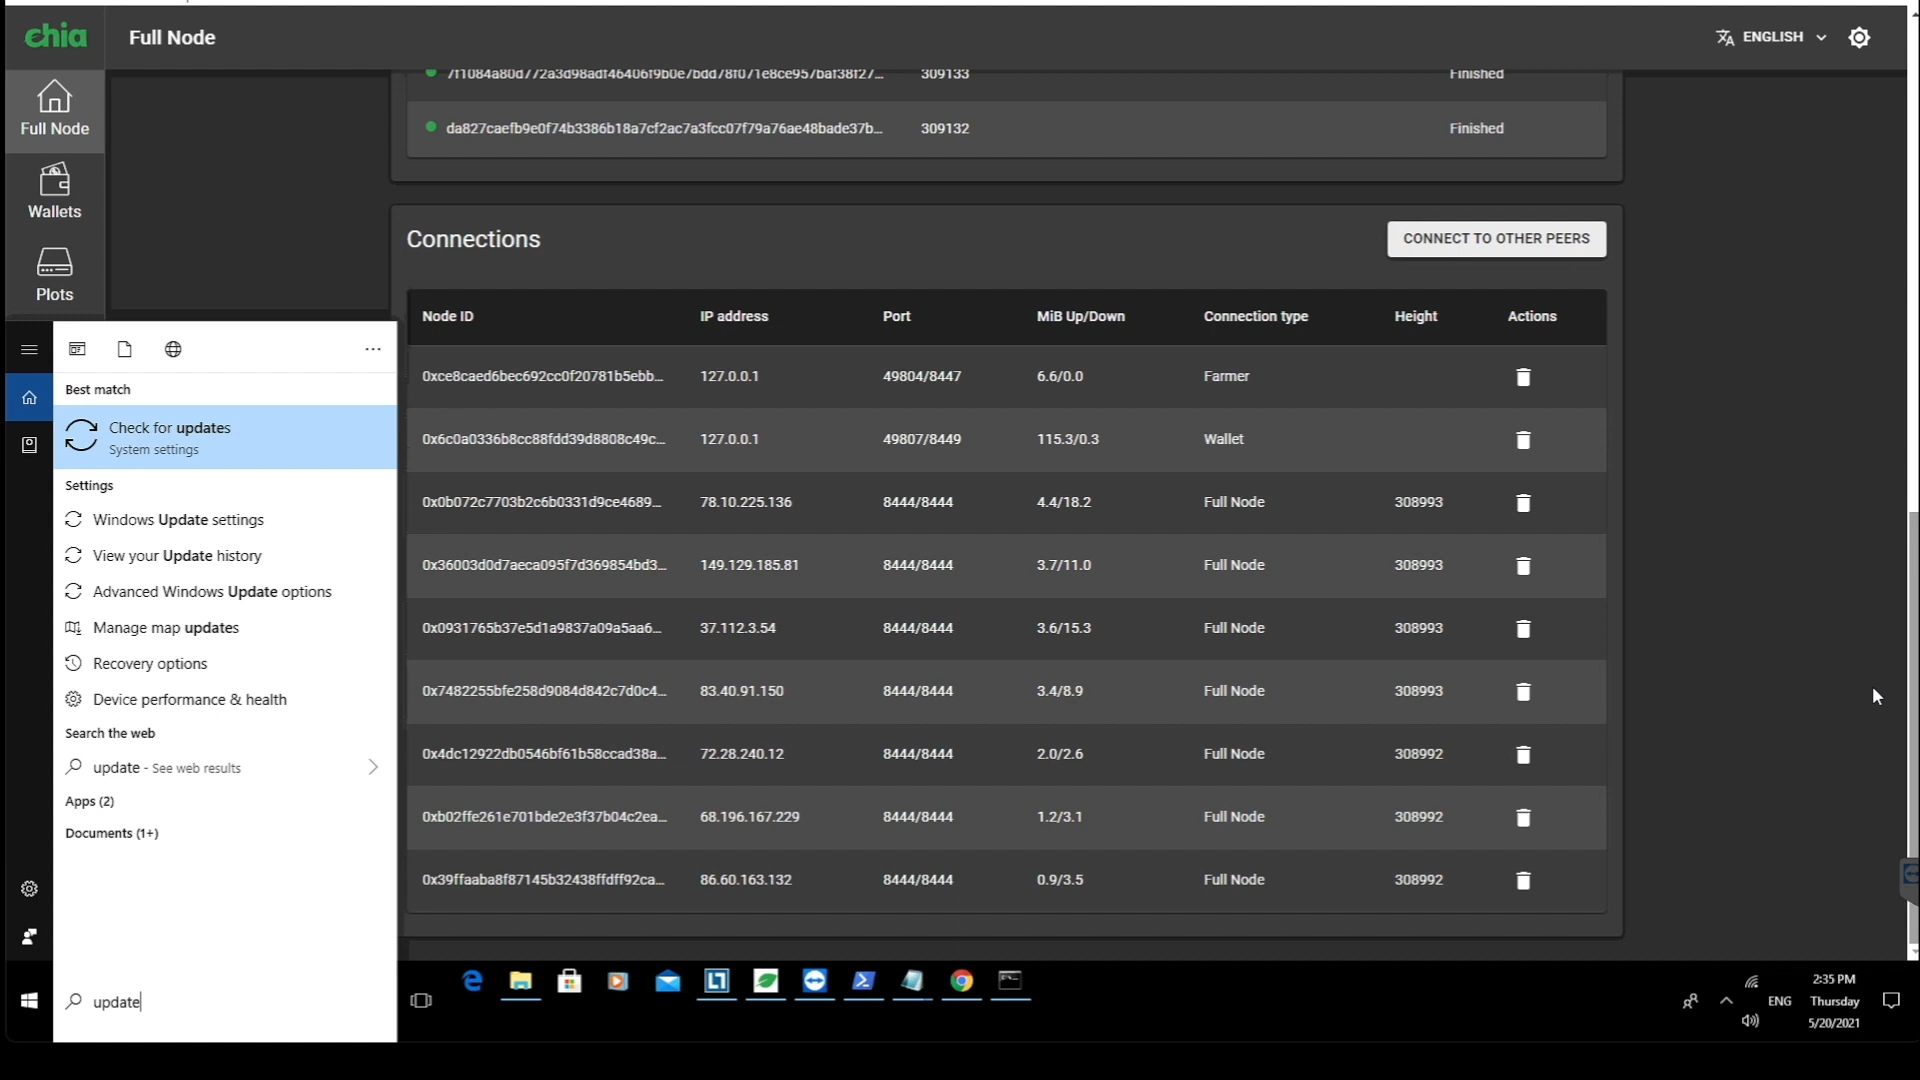 chia Full Node ENGLISH
7f1084a80d772a3d98adf46406f9b0e7bdd78f071e8ce957baf38f27... 309133 Finished
Full Node
da827caefb9e0f74b3386b18a7cf2ac7a3fcc07f79a76ae48bade37b... 309132 Finished
Wallets
Connections CONNECT TO OTHER PEERS
Plots
Node ID IP address Port MiB Up/Down Connection type Height Actions
0xce8caed6bec692cc0f20781b5ebb... 127.0.0.1 49804/8447 6.6/0.0 Farmer
0x6c0a0336b8cc88fdd39d8808c49c... 127.0.0.1 49807/8449 115.3/0.3 Wallet
0x0b072c7703b2c6b0331d9ce4689... 78.10.225.136 8444/8444 4.4/18.2 Full Node 308993
0x36003d0d7aeca095f7d369854bd3... 149.129.185.81 8444/8444 3.7/11.0 Full Node 308993
0x0931765b37e5d1a9837a09a5aa6... 37.112.3.54 8444/8444 3.6/15.3 Full Node 308993
0x7482255bfe258d9084d842c7d0c4... 83.40.91.150 8444/8444 3.4/8.9 Full Node 308993
0x4dc12922db0546bf61b58ccad38a... 72.28.240.12 8444/8444 2.0/2.6 Full Node 308992
0xb02ffe261e701bde2e3f37b04c2ea... 68.196.167.229 8444/8444 1.2/3.1 Full Node 308992
0x39ffaaba8f87145b32438ffdff92ca... 86.60.163.132 8444/8444 0.9/3.5 Full Node 308992
Best match
Check for updates
System settings
Settings
Windows Update settings
View your Update history
Advanced Windows Update options
Manage map updates
Recovery options
Device performance & health
Search the web
update - See web results
Apps (2)
Documents (1+)
update
ENG
2:35 PM
Thursday
5/20/2021